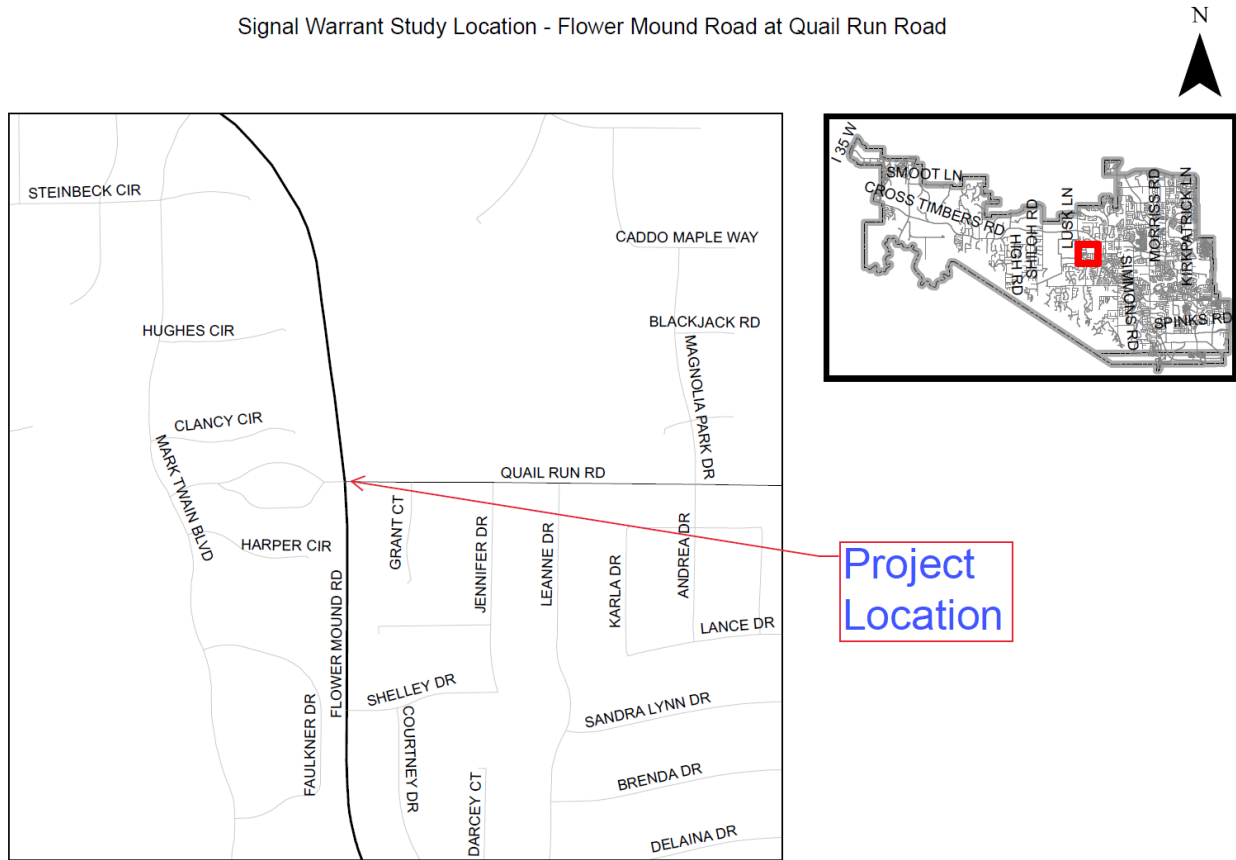 Signal Warrant Study Location - Flower Mound Road at Quail Run Road
N
STEINBECK CIR
CADDO MAPLE WAY
HUGHES CIR
BLACKJACK RD
MAGNOLIA PARK DR
CLANCY CIR
MARK TWAIN BLVD
QUAIL RUN RD
HARPER CIR
GRANT CT
JENNIFER DR
LEANNE DR
KARLA DR
ANDREA DR
LANCE DR
FLOWER MOUND RD
SHELLEY DR
FAULKNER DR
COURTNEY DR
SANDRA LYNN DR
BRENDA DR
DARCEY CT
DELAINA DR
I 35 W
SMOOT LN
CROSS TIMBERS RD
HIGH RD
SHILOH RD
LUSK LN
SIMMONS RD
MORRISS RD
KIRKPATRICK LN
SPINKS RD
Project
Location